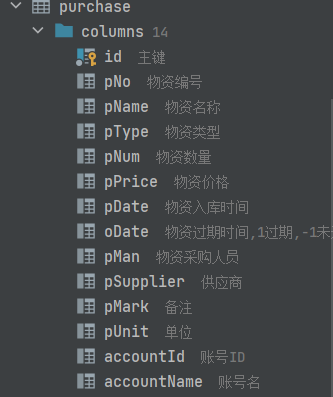 purchase
columns 14
id 主键
pNo 物资编号
pName 物资名称
pType 物资类型
pNum 物资数量
pPrice 物资价格
pDate 物资入库时间
oDate 物资过期时间,1过期,-1未
pMan 物资采购人员
pSupplier 供应商
pMark 备注
pUnit 单位
accountId 账号ID
accountName 账号名